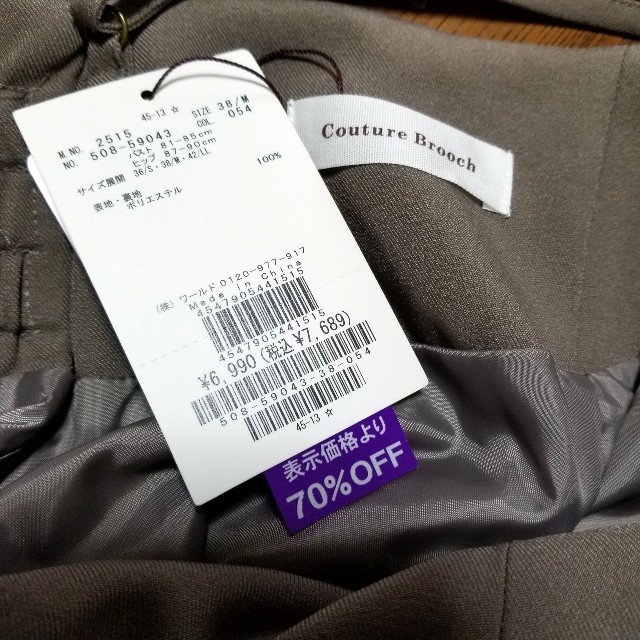 45-13 ☆
M.NO. 2515 SIZE 38/M
NO. 508-59043 COL 054
バスト 81~85cm
ヒップ 87~90cm
サイズ展開 36/S・38/M・42/LL
表地・裏地
ポリエステル 100%
(株) ワールド 0120-977-917
Made in China
4547905441515
4547905441515
¥6,990(税込¥7,689)
508-59043-38-054
45-13 ☆
表示価格より
70%OFF
Couture Brooch